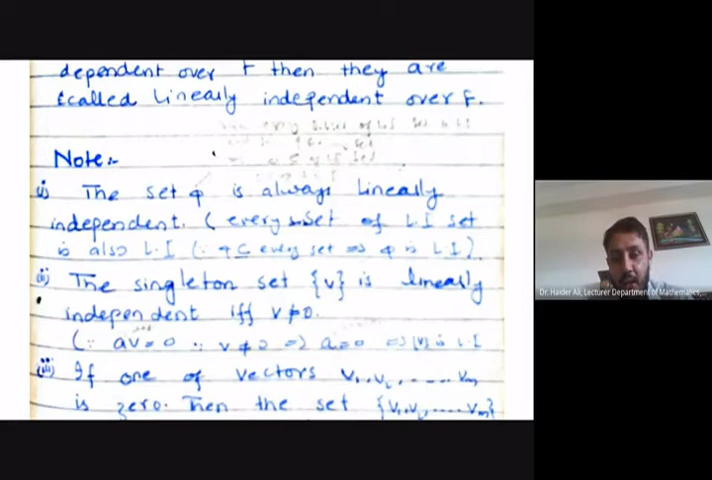 dependent over F then they are
called Linearly independent over F.
Note:-
(i) The set φ is always linearly
independent. ( every subset of L.I set
is also L.I (∵ φ ⊂ every set ⇒ φ is L.I).
(ii) The singleton set {v} is linearly
independent iff v≠0.
(∵ av=0 ∵ v≠0 ⇒ a=0 ⇒ {v} is L.I
(iii) If one of vectors v₁, v₂, ..... vₘ
is zero. Then the set {v₁, v₂, .... vₘ}
Dr. Haider Ali, Lecturer Department of Mathematics,